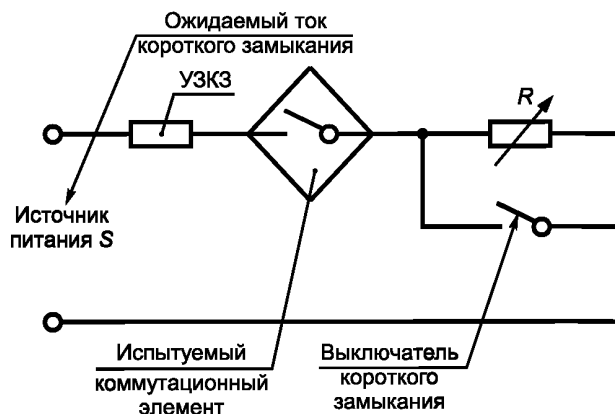 Ожидаемый ток
короткого замыкания
УЗКЗ
R
Источник
питания S
Испытуемый
коммутационный
элемент
Выключатель
короткого
замыкания